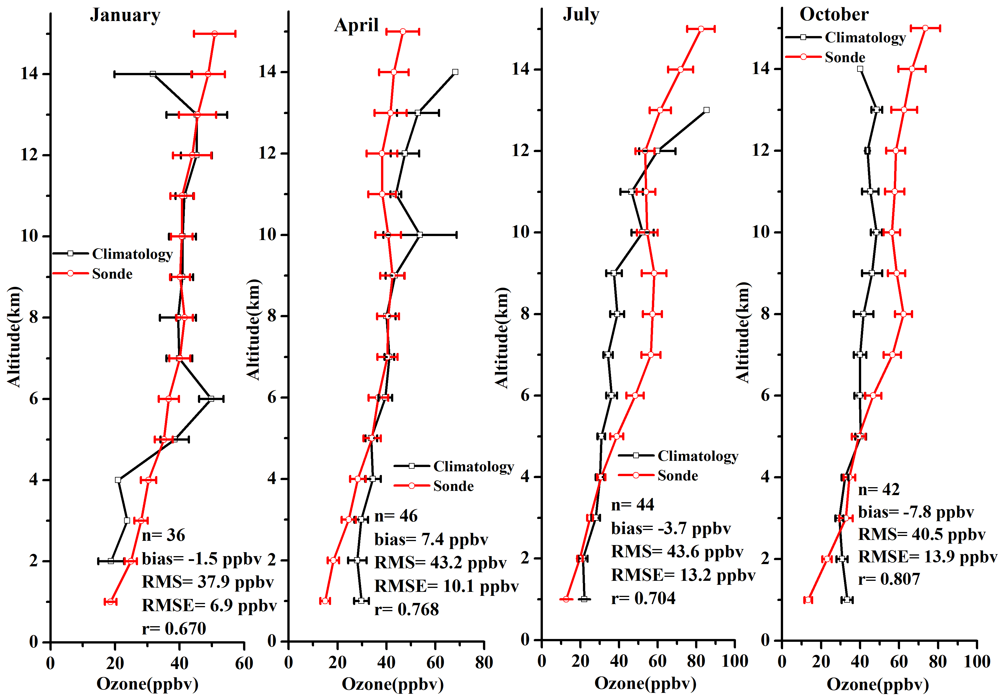 January
14
12
10
8
6
4
2
0
Climatology
Sonde
n= 36
bias= -1.5 ppbv
RMS= 37.9 ppbv
RMSE= 6.9 ppbv
r= 0.670
0 20 40 60
Altitude(km)
Ozone(ppbv)
April
14
12
10
8
6
4
2
0
Climatology
Sonde
n= 46
bias= 7.4 ppbv
RMS= 43.2 ppbv
RMSE= 10.1 ppbv
r= 0.768
0 20 40 60 80
Altitude(km)
Ozone(ppbv)
July
14
12
10
8
6
4
2
0
Climatology
Sonde
n= 44
bias= -3.7 ppbv
RMS= 43.6 ppbv
RMSE= 13.2 ppbv
r= 0.704
0 20 40 60 80 100
Altitude(km)
Ozone(ppbv)
October
Climatology
Sonde
14
12
10
8
6
4
2
0
n= 42
bias= -7.8 ppbv
RMS= 40.5 ppbv
RMSE= 13.9 ppbv
r= 0.807
0 20 40 60 80 100
Altitude(km)
Ozone(ppbv)